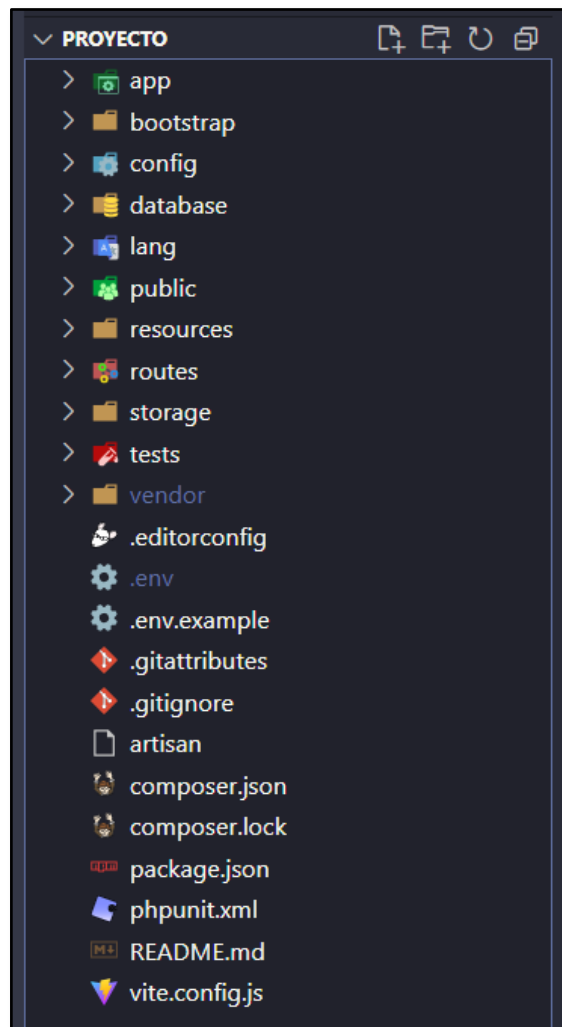 PROYECTO
app
bootstrap
config
database
lang
public
resources
routes
storage
tests
vendor
.editorconfig
.env
.env.example
.gitattributes
.gitignore
artisan
composer.json
composer.lock
package.json
phpunit.xml
README.md
vite.config.js